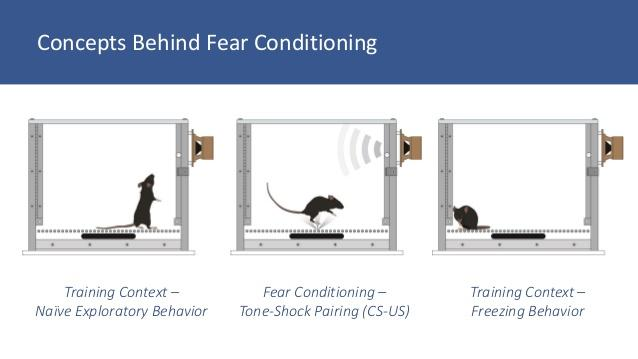 Concepts Behind Fear Conditioning
Training Context –
Naïve Exploratory Behavior
Fear Conditioning –
Tone-Shock Pairing (CS-US)
Training Context –
Freezing Behavior